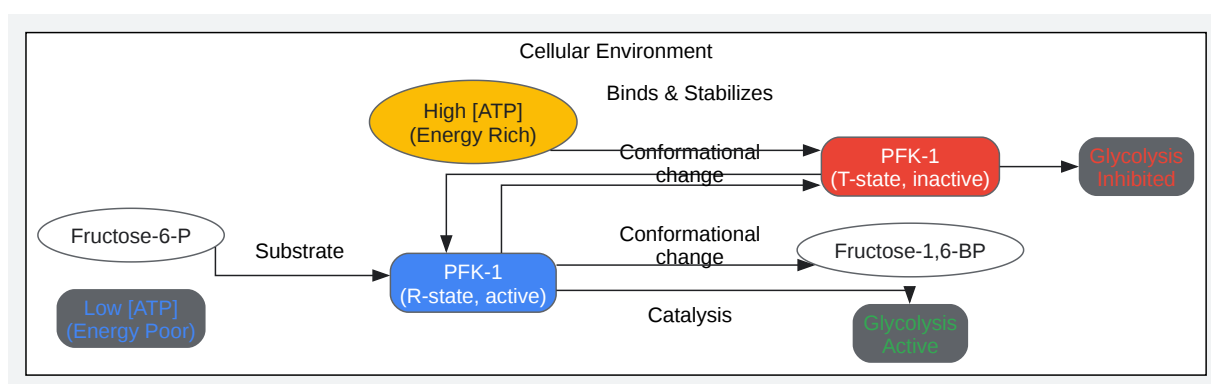 Cellular Environment
Binds & Stabilizes
High [ATP]
(Energy Rich)
Conformational
change
PFK-1
(T-state, inactive)
Glycolysis
Inhibited
Fructose-6-P
Substrate
PFK-1
(R-state, active)
Conformational
change
Fructose-1,6-BP
Low [ATP]
(Energy Poor)
Catalysis
Glycolysis
Active